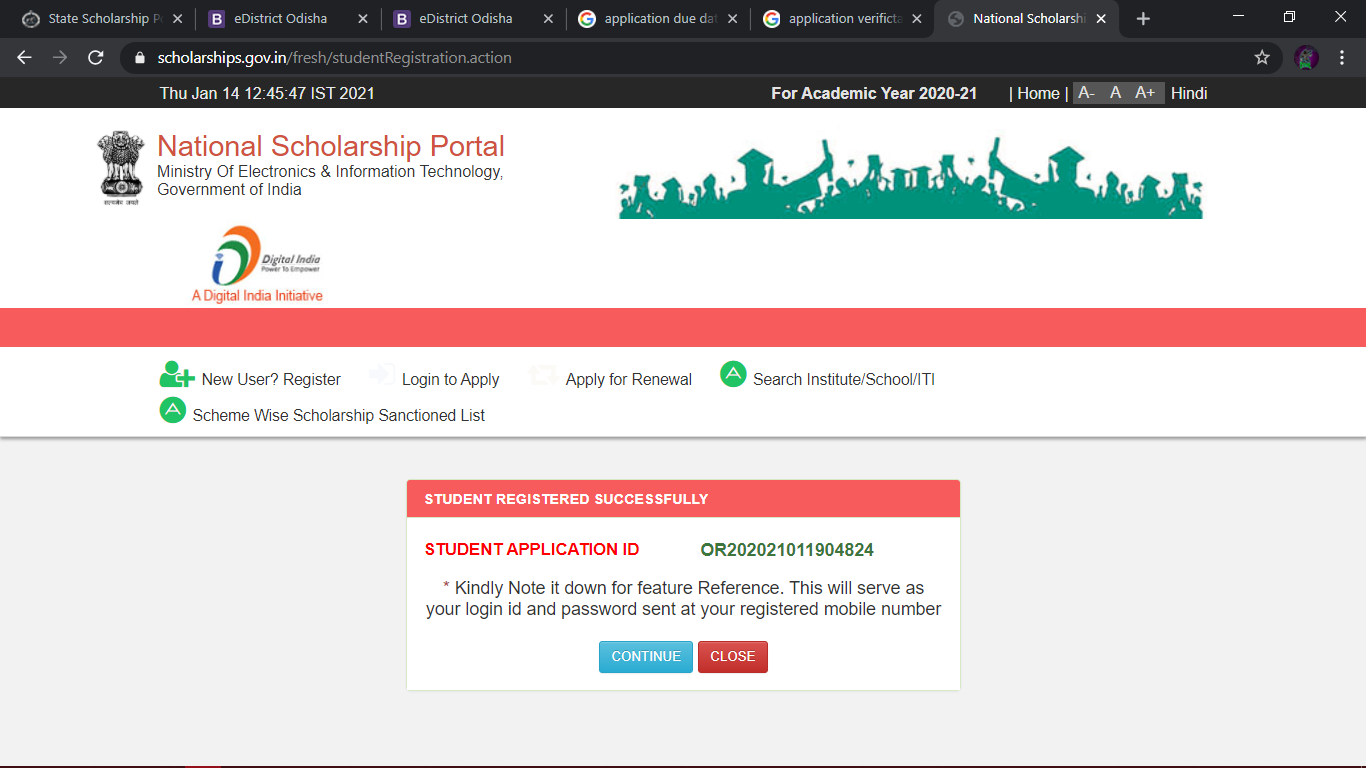 State Scholarship P
eDistrict Odisha
eDistrict Odisha
application due dat
application verificta
National Scholarshi
scholarships.gov.in/fresh/studentRegistration.action
Thu Jan 14 12:45:47 IST 2021
For Academic Year 2020-21
| Home | A- A A+ Hindi
National Scholarship Portal
Ministry Of Electronics & Information Technology,
Government of India
सत्यमेव जयते
Digital India
Power To Empower
A Digital India Initiative
New User? Register
Login to Apply
Apply for Renewal
Search Institute/School/ITI
Scheme Wise Scholarship Sanctioned List
STUDENT REGISTERED SUCCESSFULLY
STUDENT APPLICATION ID OR202021011904824
* Kindly Note it down for feature Reference. This will serve as
your login id and password sent at your registered mobile number
CONTINUE CLOSE